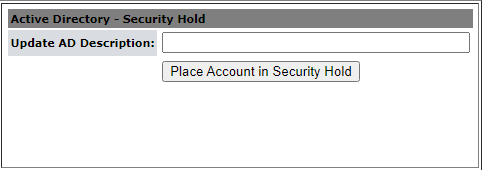 Active Directory - Security Hold
Update AD Description:
Place Account in Security Hold